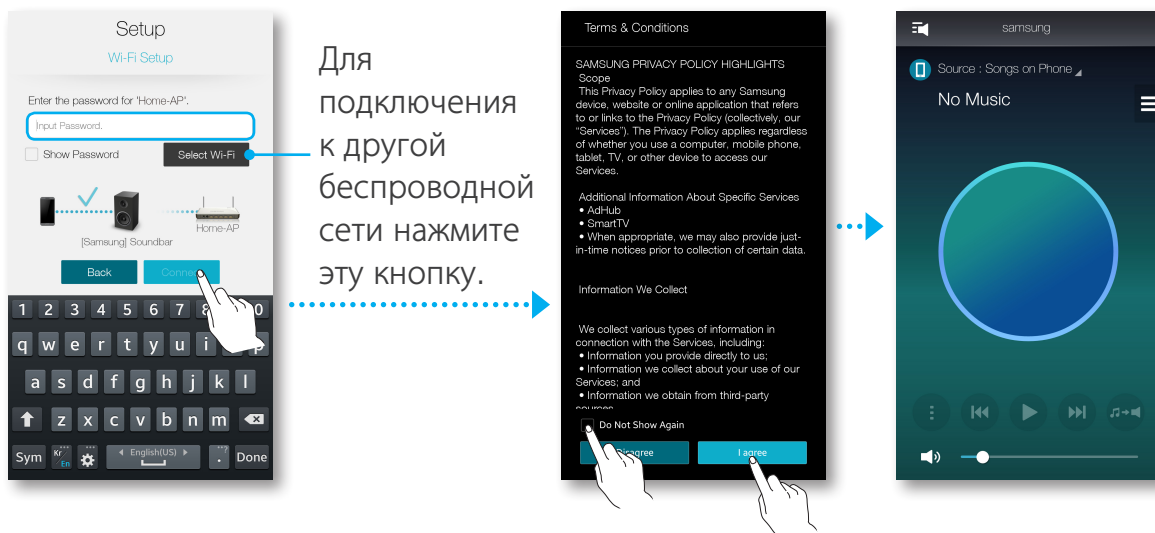 Setup
Wi-Fi Setup
Enter the password for 'Home-AP'.
Input Password.
Show Password
Select Wi-Fi
Home-AP
[Samsung] Soundbar
Back
1 2 3 4 5 6 7 8 0
q w e r t y u i p
a s d f g h j k l
z x c v b n m
Sym Kr En English(US) . ? Done
Для
подключения
к другой
беспроводной
сети нажмите
эту кнопку.
Terms & Conditions
SAMSUNG PRIVACY POLICY HIGHLIGHTS
Scope
This Privacy Policy applies to any Samsung
device, website or online application that refers
to or links to the Privacy Policy (collectively, our
“Services”). The Privacy Policy applies regardless
of whether you use a computer, mobile phone,
tablet, TV, or other device to access our
Services.
Additional Information About Specific Services
• AdHub
• SmartTV
• When appropriate, we may also provide just-
in-time notices prior to collection of certain data.
Information We Collect
We collect various types of information in
connection with the Services, including:
• Information you provide directly to us;
• Information we collect about your use of our
Services; and
• Information we obtain from third-party
sources
Do Not Show Again
Disagree
I agree
samsung
Source : Songs on Phone
No Music